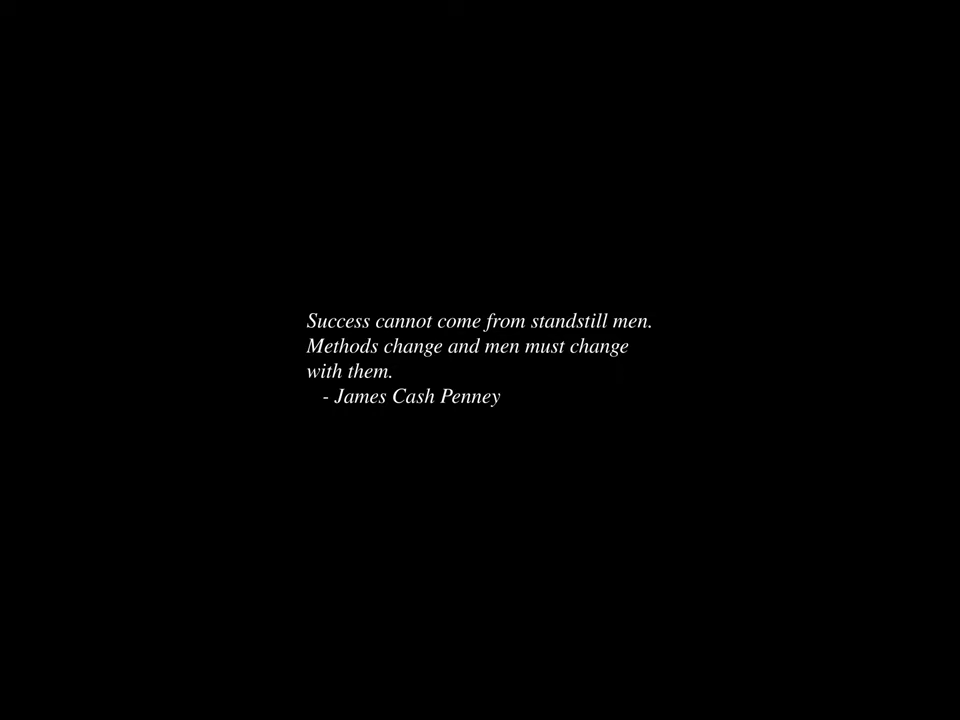 Success cannot come from standstill men.
Methods change and men must change
with them.
- James Cash Penney